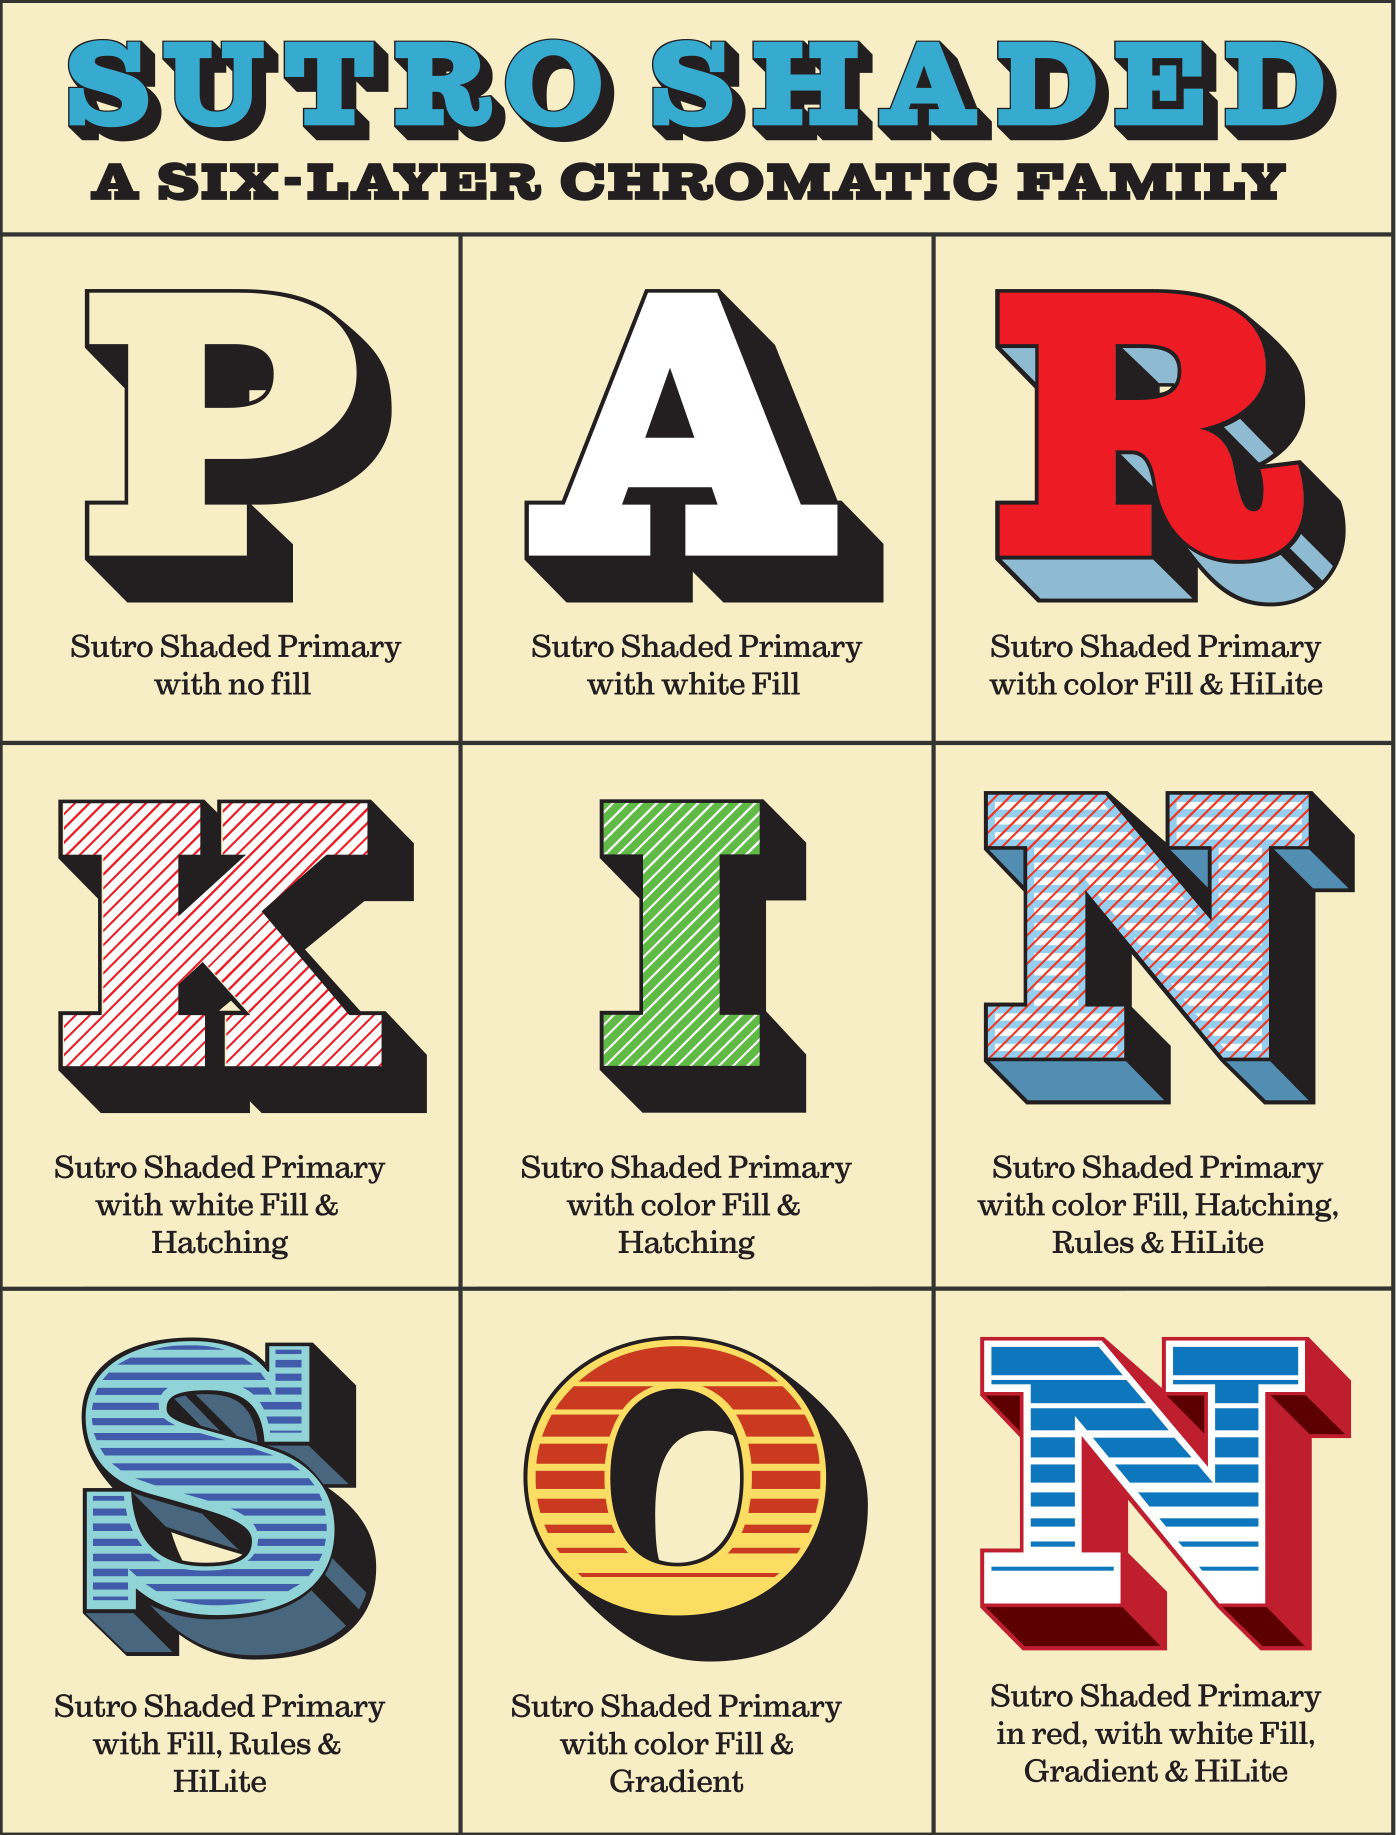 SUTRO SHADED
A SIX-LAYER CHROMATIC FAMILY
P
A
R
Sutro Shaded Primary
with no fill
Sutro Shaded Primary
with white Fill
Sutro Shaded Primary
with color Fill & HiLite
K
I
N
Sutro Shaded Primary
with white Fill &
Hatching
Sutro Shaded Primary
with color Fill &
Hatching
Sutro Shaded Primary
with color Fill, Hatching,
Rules & HiLite
S
O
N
Sutro Shaded Primary
with Fill, Rules &
HiLite
Sutro Shaded Primary
with color Fill &
Gradient
Sutro Shaded Primary
in red, with white Fill,
Gradient & HiLite